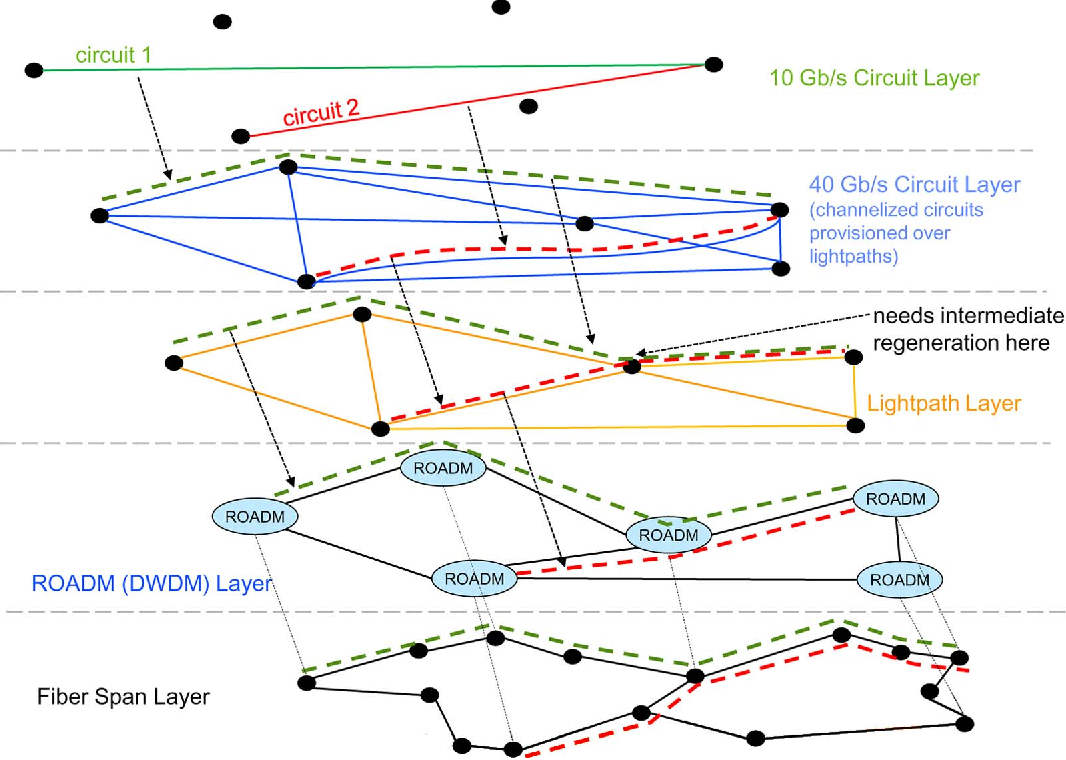 circuit 1
10 Gb/s Circuit Layer
circuit 2
40 Gb/s Circuit Layer
(channelized circuits
provisioned over
lightpaths)
needs intermediate
regeneration here
Lightpath Layer
ROADM
ROADM
ROADM
ROADM
ROADM
ROADM
ROADM (DWDM) Layer
Fiber Span Layer